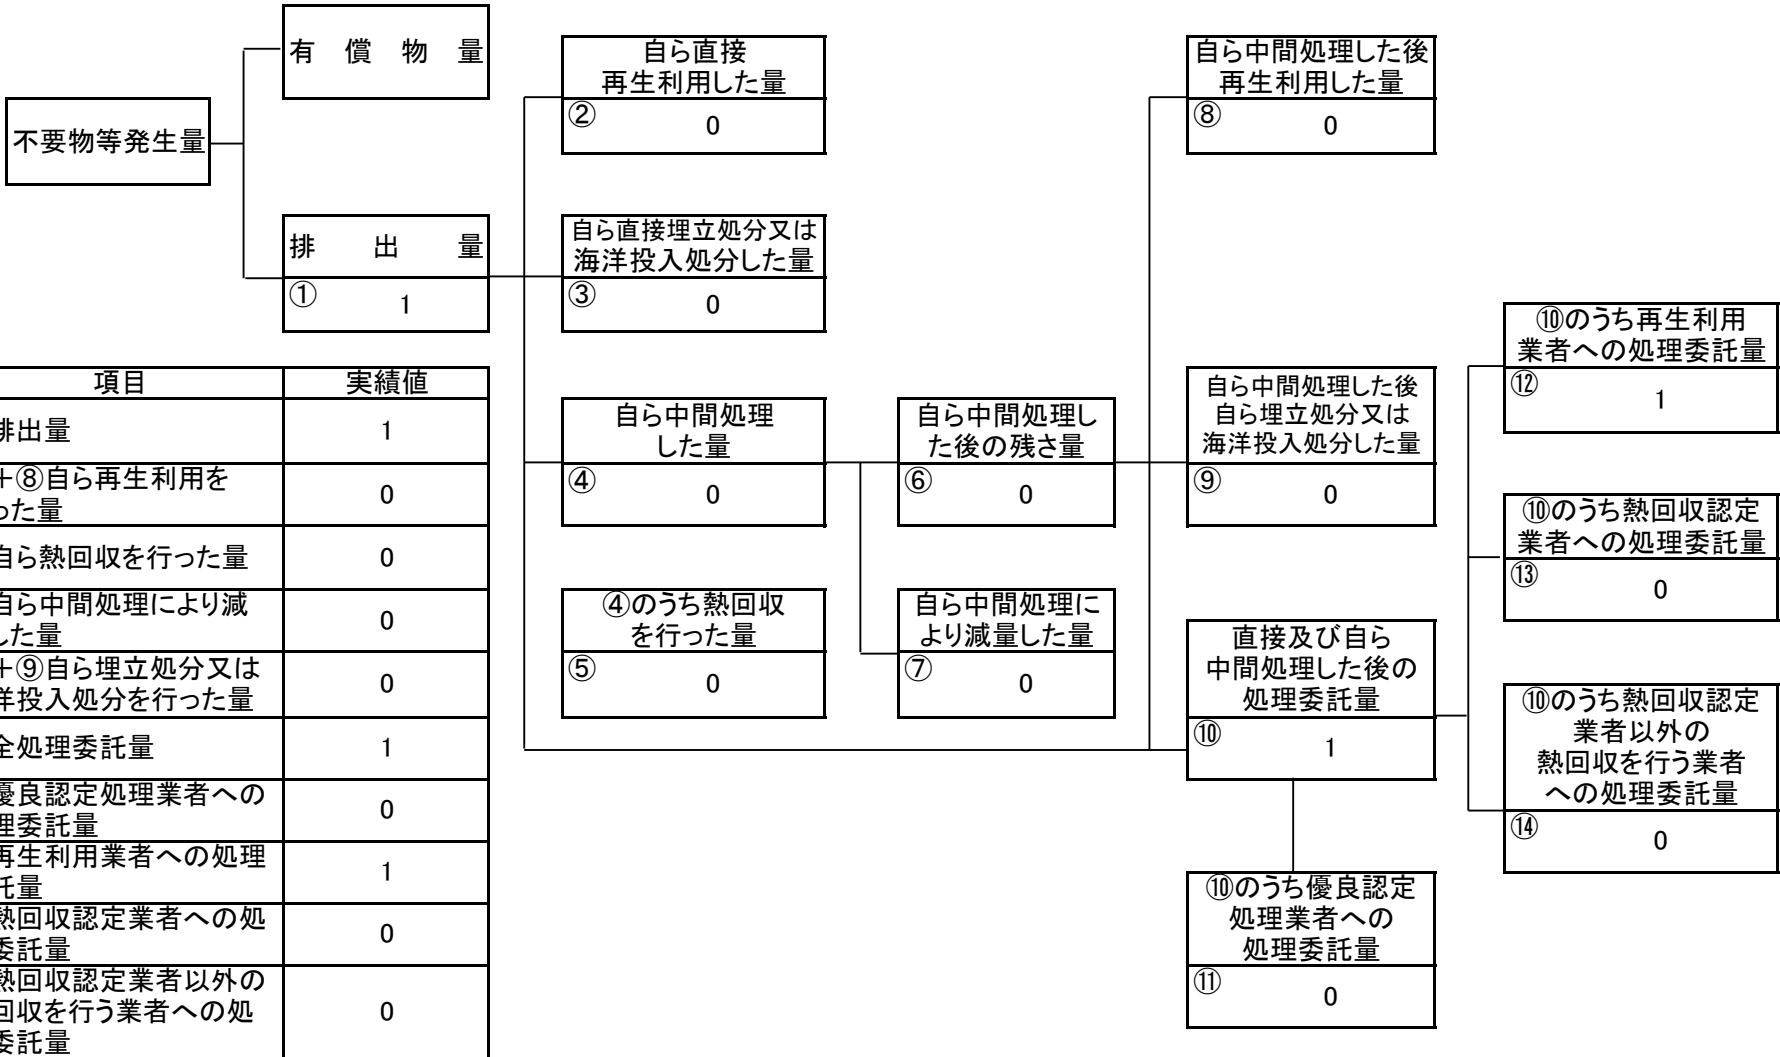 有償物量
不要物等発生量
排出量
①
1
自ら直接
再生利用した量
②
0
自ら直接埋立処分又は
海洋投入処分した量
③
0
自ら中間処理
した量
④
0
④のうち熱回収
を行った量
⑤
0
自ら中間処理し
た後の残さ量
⑥
0
自ら中間処理に
より減量した量
⑦
0
自ら中間処理した後
再生利用した量
⑧
0
自ら中間処理した後
自ら埋立処分又は
海洋投入処分した量
⑨
0
直接及び自ら
中間処理した後の
処理委託量
⑩
1
⑩のうち優良認定
処理業者への
処理委託量
⑪
0
⑩のうち再生利用
業者への処理委託量
⑫
1
⑩のうち熱回収認定
業者への処理委託量
⑬
0
⑩のうち熱回収認定
業者以外の
熱回収を行う業者
への処理委託量
⑭
0
項目 実績値
排出量 1
+⑧自ら再生利用を
った量 0
自ら熱回収を行った量 0
自ら中間処理により減
した量 0
+⑨自ら埋立処分又は
洋投入処分を行った量 0
全処理委託量 1
優良認定処理業者への
理委託量 0
再生利用業者への処理
託量 1
熱回収認定業者への処
委託量 0
熱回収認定業者以外の
回収を行う業者への処
委託量 0